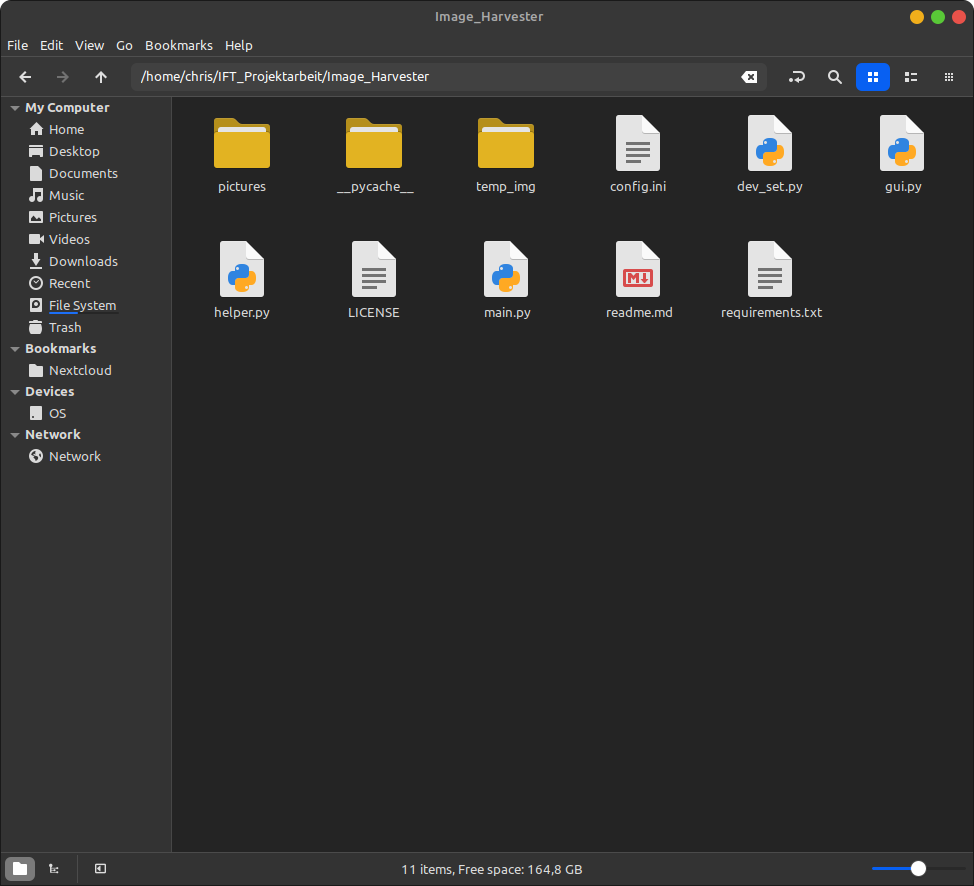 Image_Harvester
File Edit View Go Bookmarks Help
/home/chris/IFT_Projektarbeit/Image_Harvester
My Computer
Home
Desktop
Documents
Music
Pictures
Videos
Downloads
Recent
File System
Trash
Bookmarks
Nextcloud
Devices
OS
Network
Network
pictures __pycache__ temp_img config.ini dev_set.py gui.py
M
helper.py LICENSE main.py readme.md requirements.txt
11 items, Free space: 164,8 GB